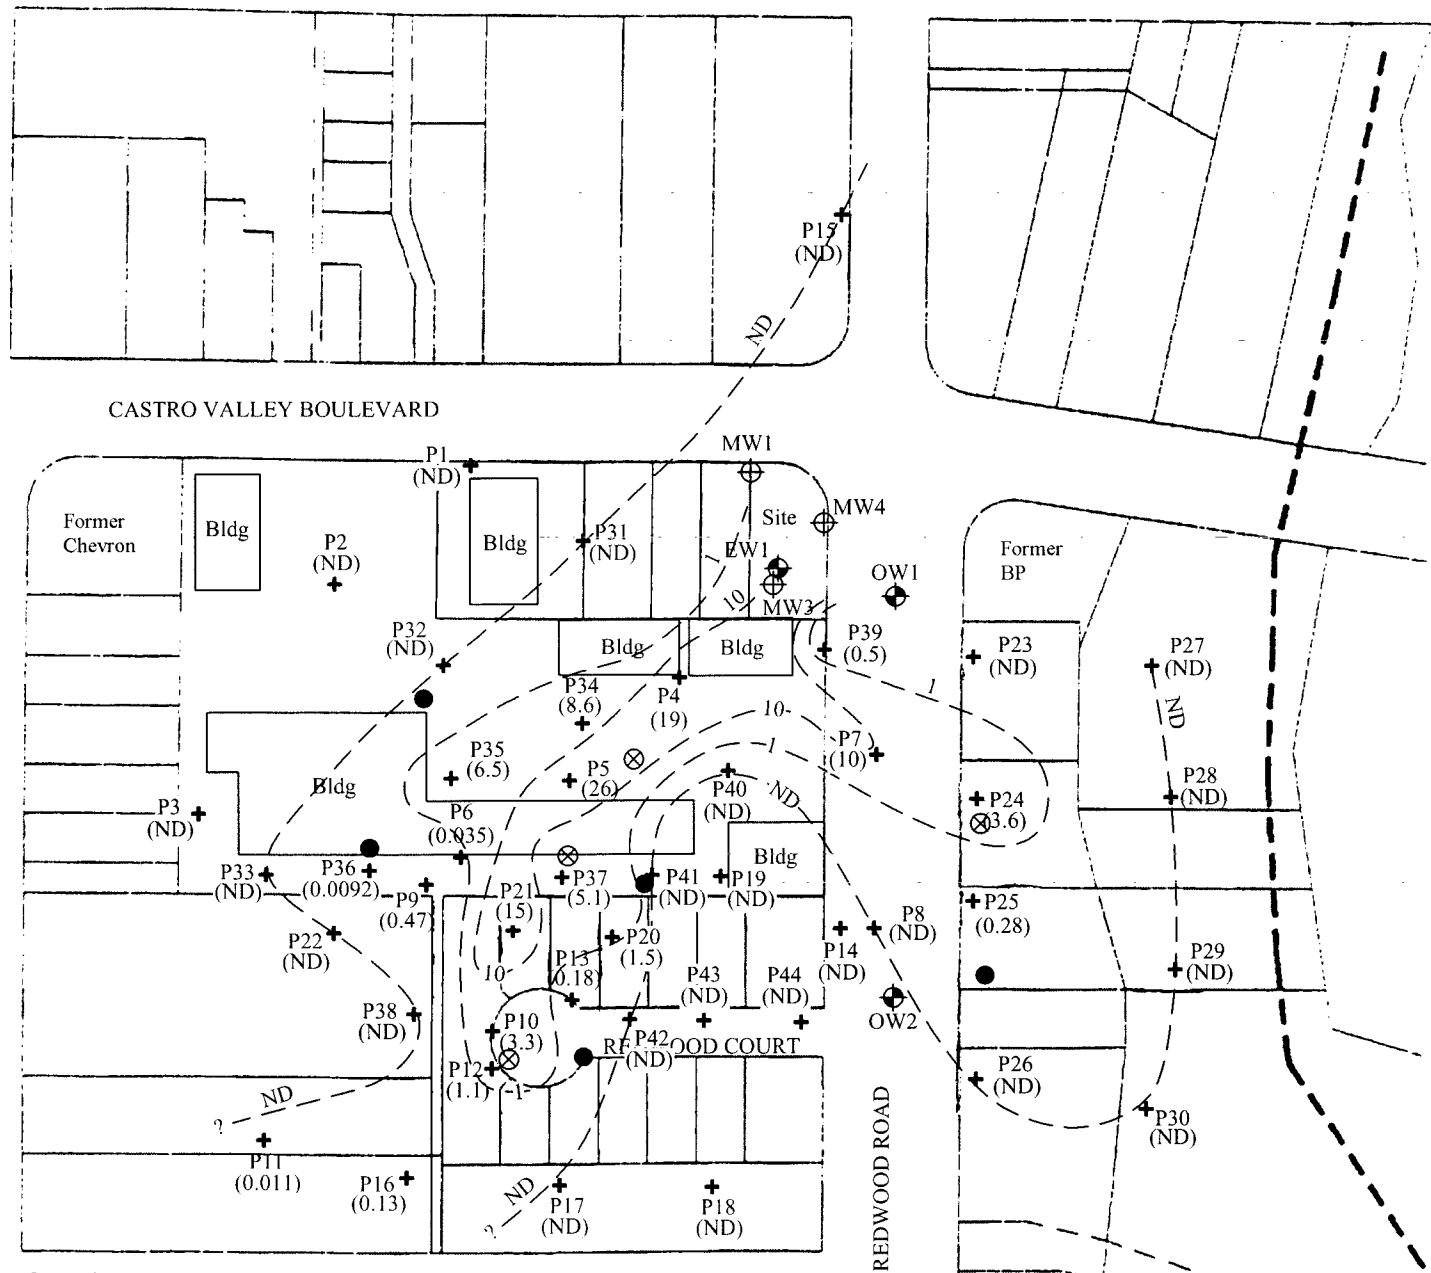 P15
(ND)
ND
CASTRO VALLEY BOULEVARD
MW1
P1
(ND)
Former
Chevron
Bldg
P2
(ND)
Bldg
P31
(ND)
Site
MW4
EW1
1
10
MW3
OW1
Former
BP
P32
(ND)
Bldg
Bldg
P39
(0.5)
P23
(ND)
P27
(ND)
P34
(8.6)
P4
(19)
1
10
ND
P7
(10)
1
P35
(6.5)
P5
(26)
P40
(ND)
ND
P28
(ND)
P24
(3.6)
Bldg
P3
(ND)
P6
(0.035)
Bldg
P33
(ND)
P36
(0.0092)
P9
(0.47)
P21
(15)
P37
(5.1)
P41
(ND)
P19
(ND)
P25
(0.28)
P22
(ND)
P20
(1.5)
P14
(ND)
P8
(ND)
P13
0.18)
10
P29
(ND)
P43
(ND)
P44
(ND)
P38
(ND)
OW2
P10
(3.3)
P42
(ND)
REDWOOD COURT
P12
(1.1)
1
P26
(ND)
ND
?
P30
(ND)
P11
(0.011)
P16
(0.13)
ND
?
P17
(ND)
P18
(ND)
REDWOOD ROAD